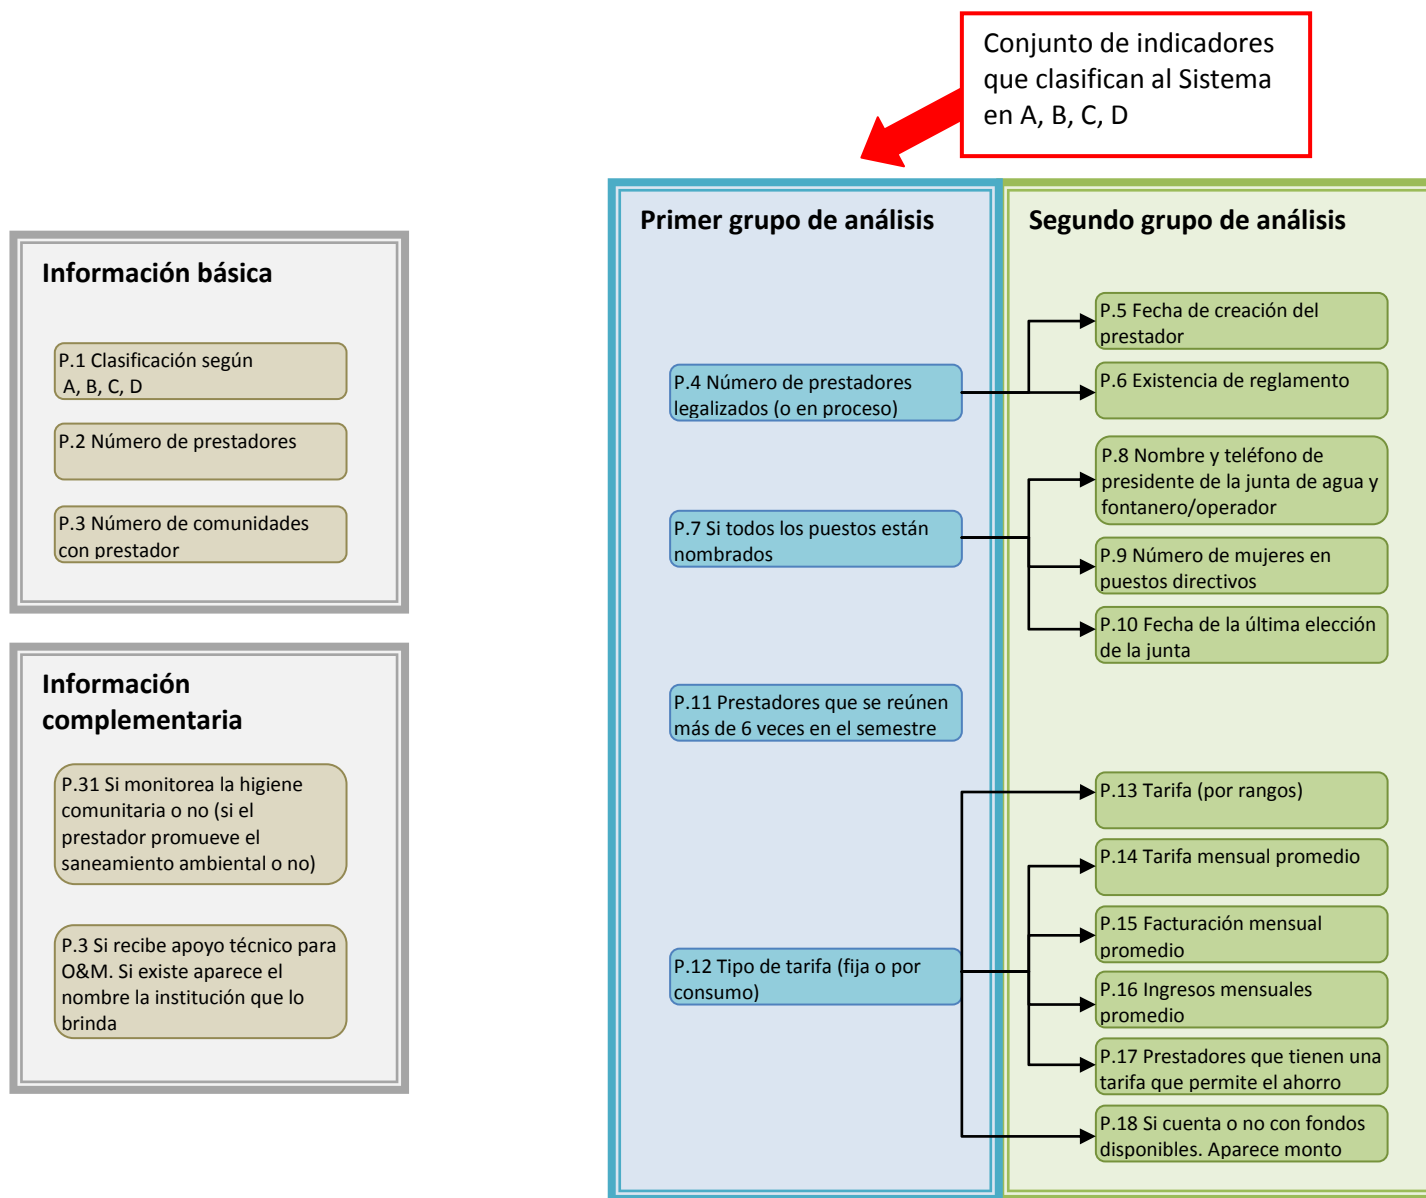 Conjunto de indicadores
que clasifican al Sistema
en A, B, C, D
Información básica
P.1 Clasificación según
A, B, C, D
P.2 Número de prestadores
P.3 Número de comunidades
con prestador
Información
complementaria
P.31 Si monitorea la higiene
comunitaria o no (si el
prestador promueve el
saneamiento ambiental o no)
P.3 Si recibe apoyo técnico para
O&M. Si existe aparece el
nombre la institución que lo
brinda
Primer grupo de análisis
P.4 Número de prestadores
legalizados (o en proceso)
P.7 Si todos los puestos están
nombrados
P.11 Prestadores que se reúnen
más de 6 veces en el semestre
P.12 Tipo de tarifa (fija o por
consumo)
Segundo grupo de análisis
P.5 Fecha de creación del
prestador
P.6 Existencia de reglamento
P.8 Nombre y teléfono de
presidente de la junta de agua y
fontanero/operador
P.9 Número de mujeres en
puestos directivos
P.10 Fecha de la última elección
de la junta
P.13 Tarifa (por rangos)
P.14 Tarifa mensual promedio
P.15 Facturación mensual
promedio
P.16 Ingresos mensuales
promedio
P.17 Prestadores que tienen una
tarifa que permite el ahorro
P.18 Si cuenta o no con fondos
disponibles. Aparece monto